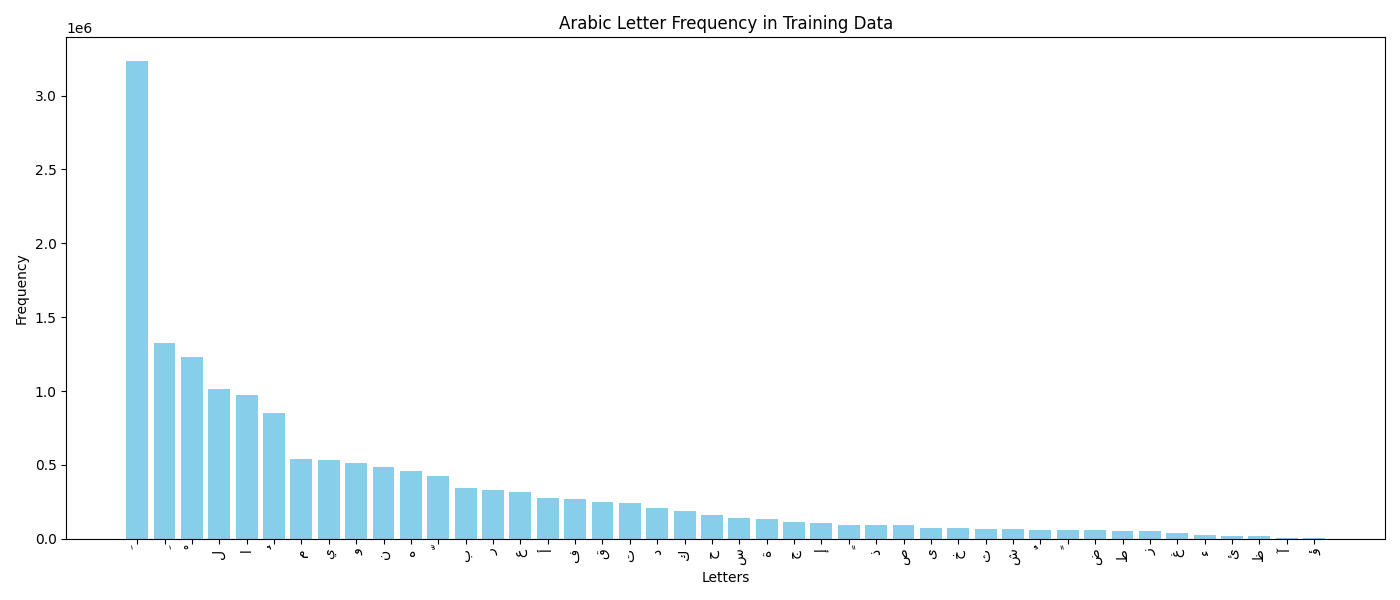 Arabic Letter Frequency in Training Data
1e6
3.0
2.5
2.0
1.5
1.0
0.5
0.0
Frequency
َ ِ ْ ل ا ُ م ي و ن ه ّ ب ر ع أ ف ق ت د ك ح س ة ج إ ً ذ ص ى خ ث ش ٌ ٍ ض ط ز غ ء ئ ظ آ ؤ
Letters